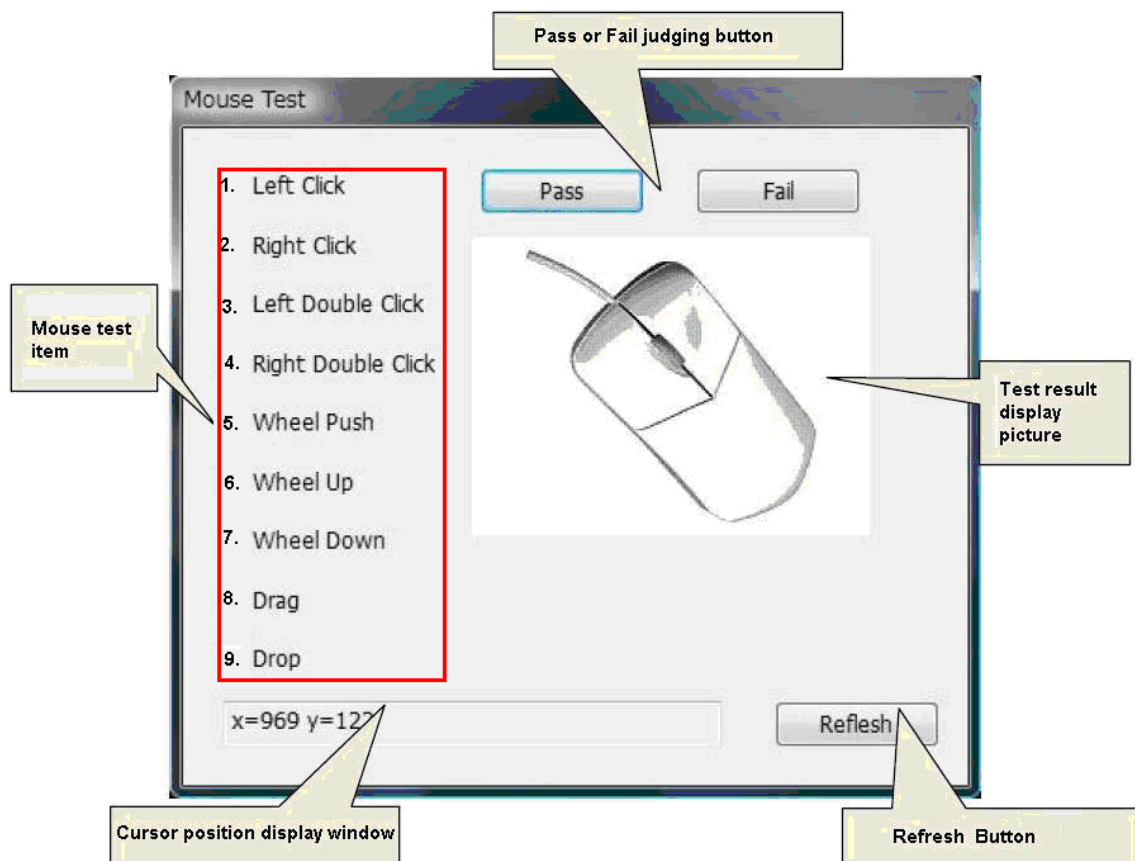 Pass or Fail judging button
Mouse Test
1. Left Click
Pass
Fail
2. Right Click
3. Left Double Click
Mouse test
item
4. Right Double Click
Test result
display
picture
5. Wheel Push
6. Wheel Up
7. Wheel Down
8. Drag
9. Drop
x=969 y=122
Reflesh
Cursor position display window
Refresh Button